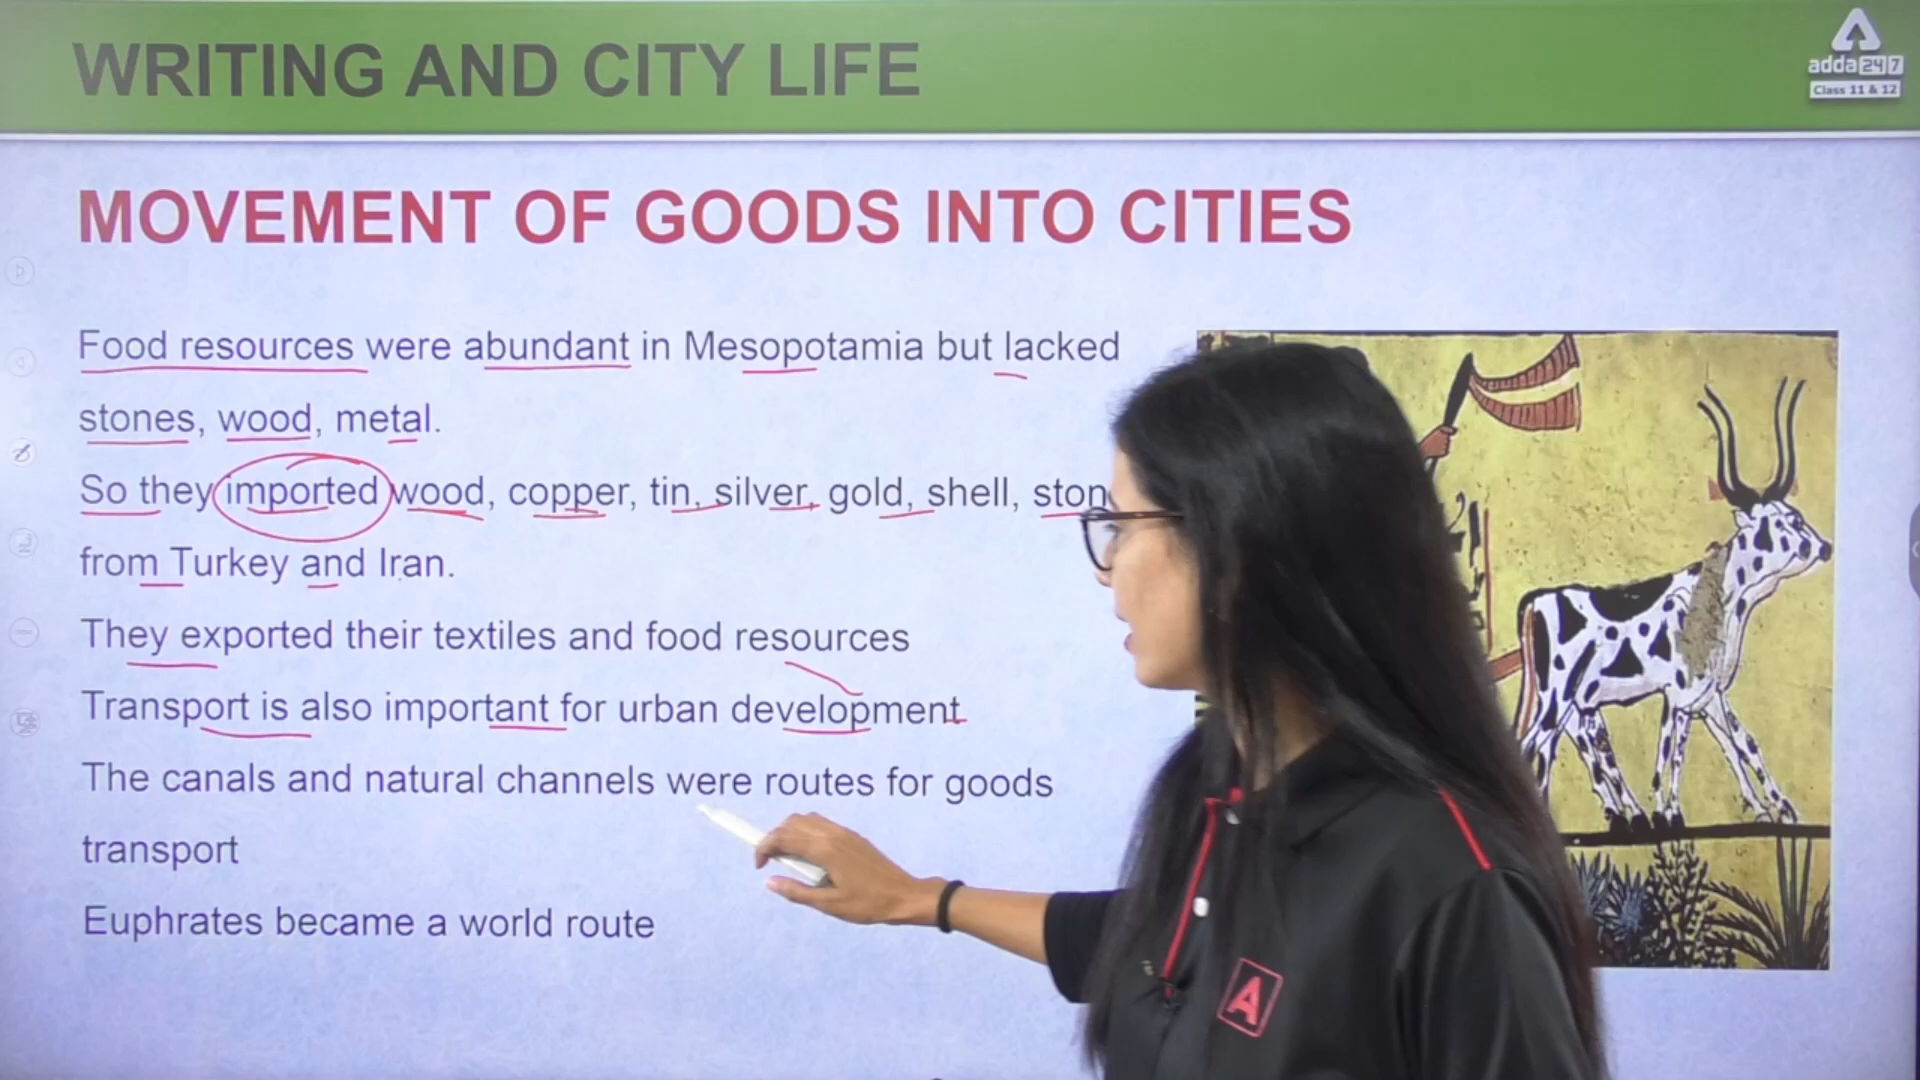 WRITING AND CITY LIFE
adda247
Class 11 & 12
MOVEMENT OF GOODS INTO CITIES
Food resources were abundant in Mesopotamia but lacked
stones, wood, metal.
So they imported wood, copper, tin, silver, gold, shell, ston
from Turkey and Iran.
They exported their textiles and food resources
Transport is also important for urban development
The canals and natural channels were routes for goods
transport
Euphrates became a world route
A